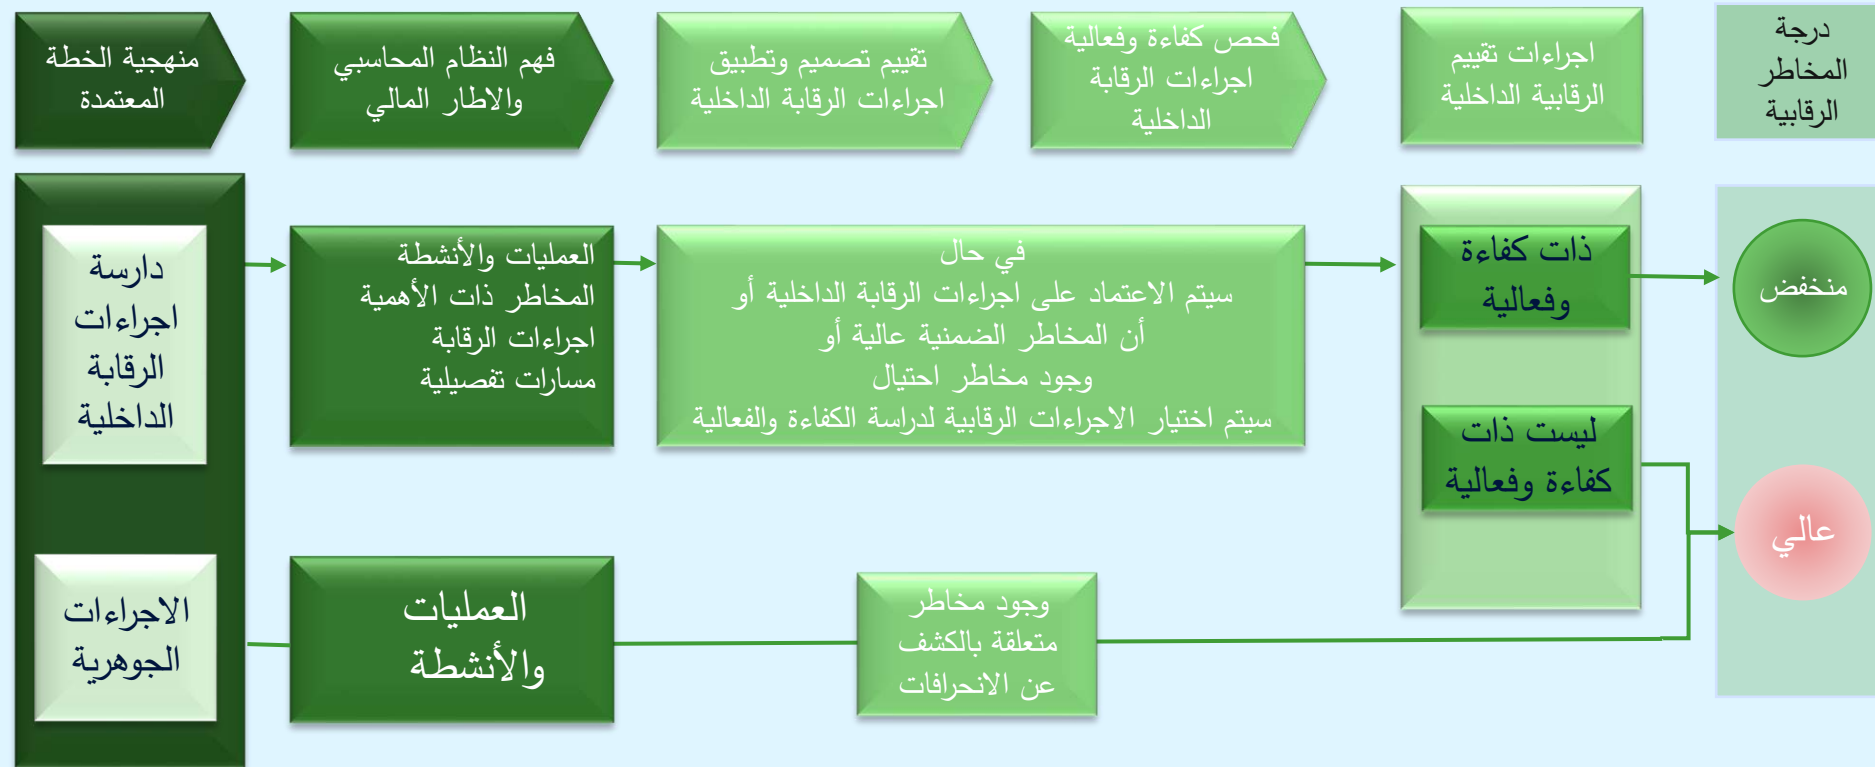 منهجية الخطة
المعتمدة
فهم النظام المحاسبي
والاطار المالي
تقييم تصميم وتطبيق
اجراءات الرقابة الداخلية
فحص كفاءة وفعالية
اجراءات الرقابة
الداخلية
اجراءات تقييم
الرقابية الداخلية
درجة
المخاطر
الرقابية
دارسة
اجراءات
الرقابة
الداخلية
العمليات والأنشطة
المخاطر ذات الأهمية
اجراءات الرقابة
مسارات تفصيلية
في حال
سيتم الاعتماد على اجراءات الرقابة الداخلية أو
أن المخاطر الضمنية عالية أو
وجود مخاطر احتيال
سيتم اختيار الاجراءات الرقابية لدراسة الكفاءة والفعالية
ذات كفاءة
وفعالية
منخفض
ليست ذات
كفاءة وفعالية
عالي
الاجراءات
الجوهرية
العمليات
والأنشطة
وجود مخاطر
متعلقة بالكشف
عن الانحرافات